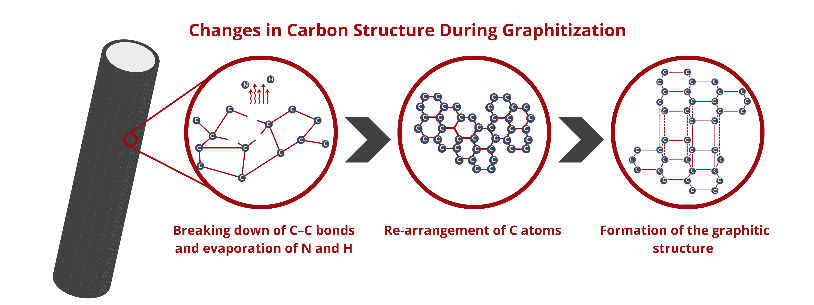 Changes in Carbon Structure During Graphitization
N H
Breaking down of C–C bonds
and evaporation of N and H
Re-arrangement of C atoms
Formation of the graphitic
structure